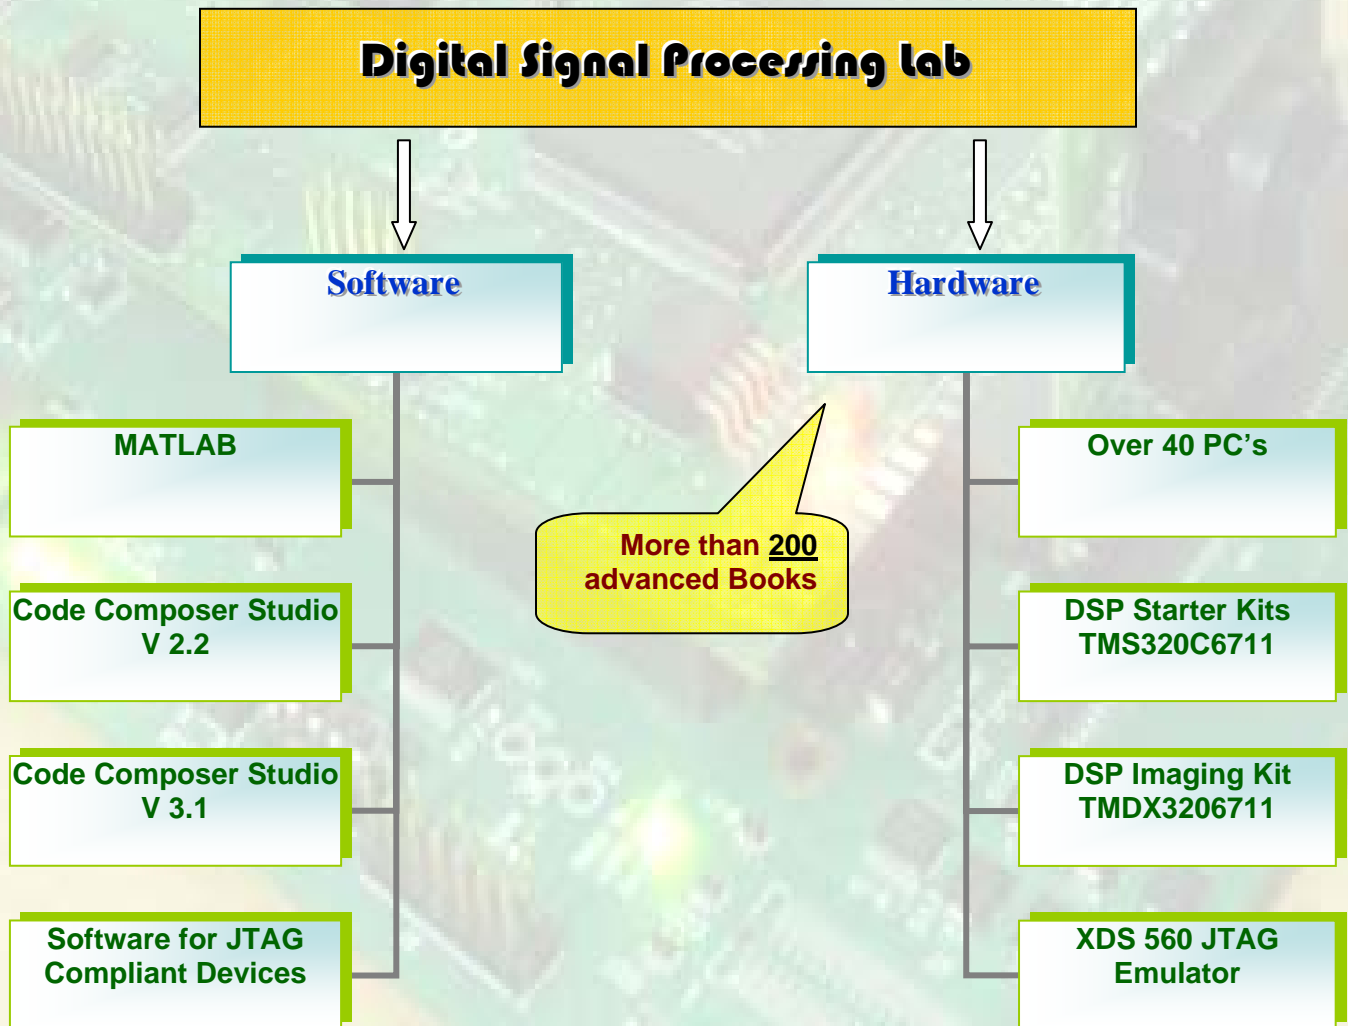 Digital Signal Processing Lab
Software
Hardware
MATLAB
Over 40 PC’s
More than 200
advanced Books
Code Composer Studio
V 2.2
DSP Starter Kits
TMS320C6711
Code Composer Studio
V 3.1
DSP Imaging Kit
TMDX3206711
Software for JTAG
Compliant Devices
XDS 560 JTAG
Emulator